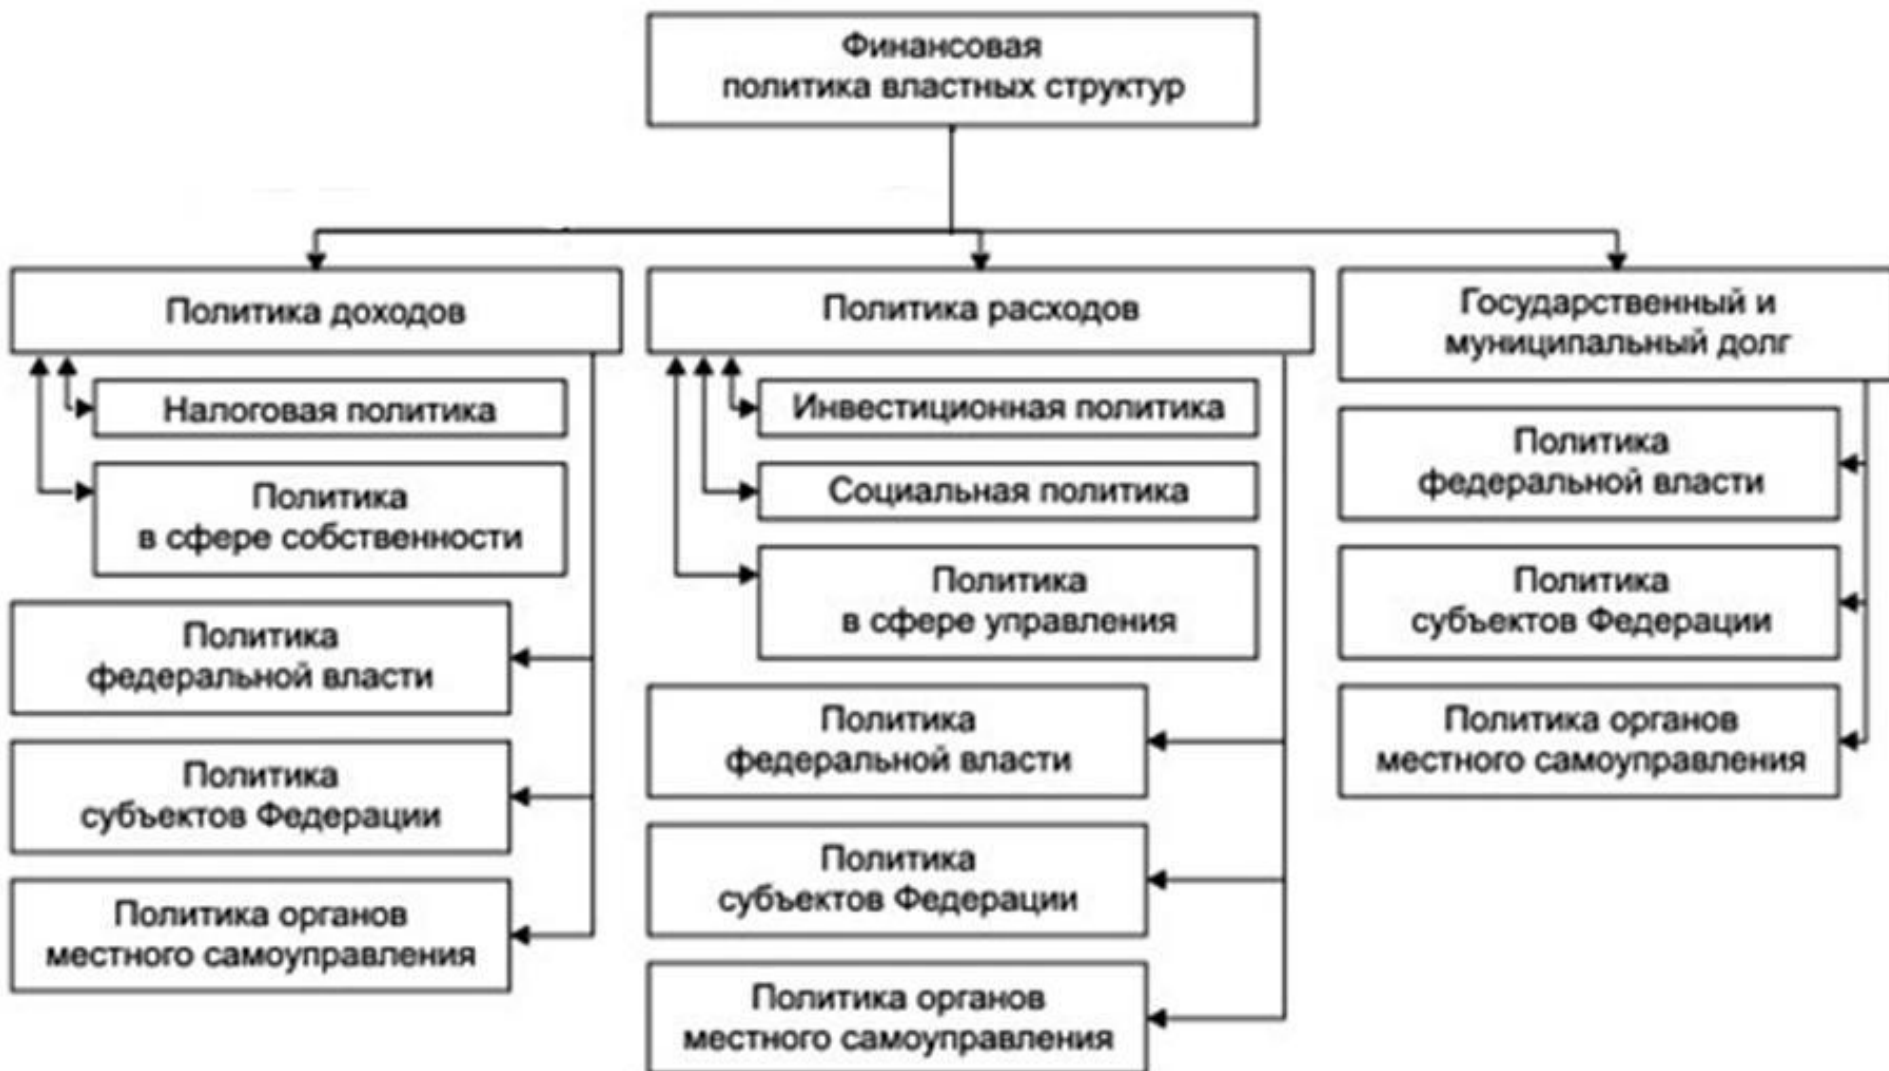 Финансовая
политика властных структур
Политика доходов
Налоговая политика
Политика
в сфере собственности
Политика
федеральной власти
Политика
субъектов Федерации
Политика органов
местного самоуправления
Политика расходов
Инвестиционная политика
Социальная политика
Политика
в сфере управления
Политика
федеральной власти
Политика
субъектов Федерации
Политика органов
местного самоуправления
Государственный и
муниципальный долг
Политика
федеральной власти
Политика
субъектов Федерации
Политика органов
местного самоуправления